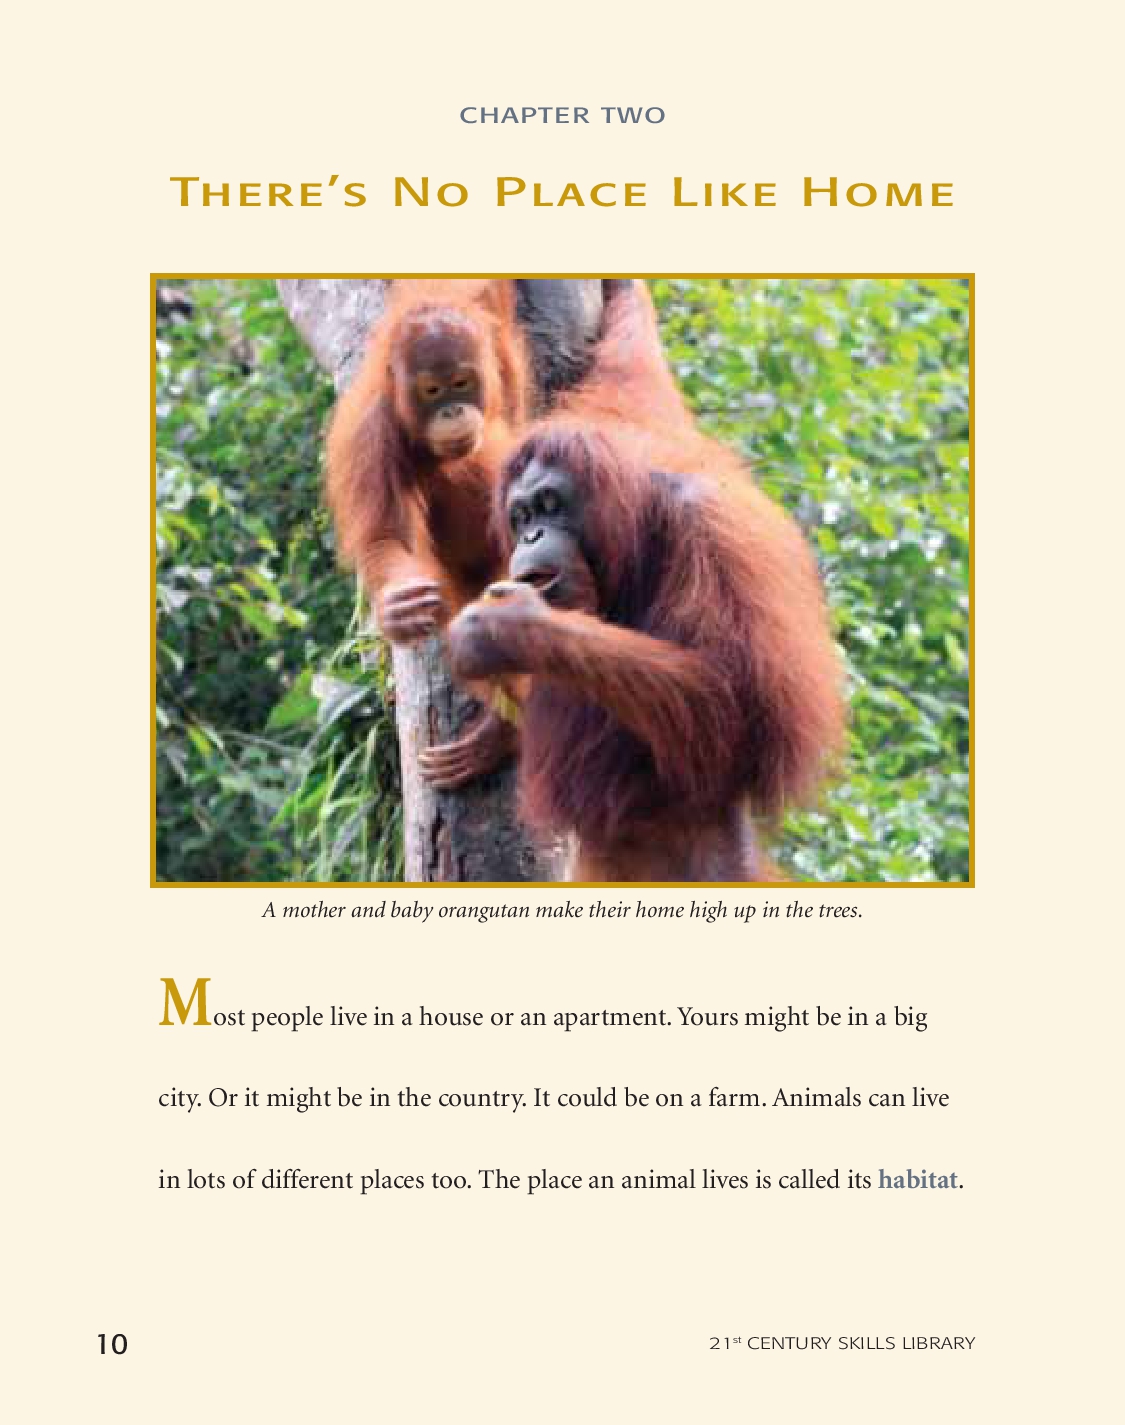 CHAPTER TWO
THERE'S NO PLACE LIKE HOME
A mother and baby orangutan make their home high up in the trees.
Most people live in a house or an apartment. Yours might be in a big
city. Or it might be in the country. It could be on a farm. Animals can live
in lots of different places too. The place an animal lives is called its habitat.
10
21st CENTURY SKILLS LIBRARY